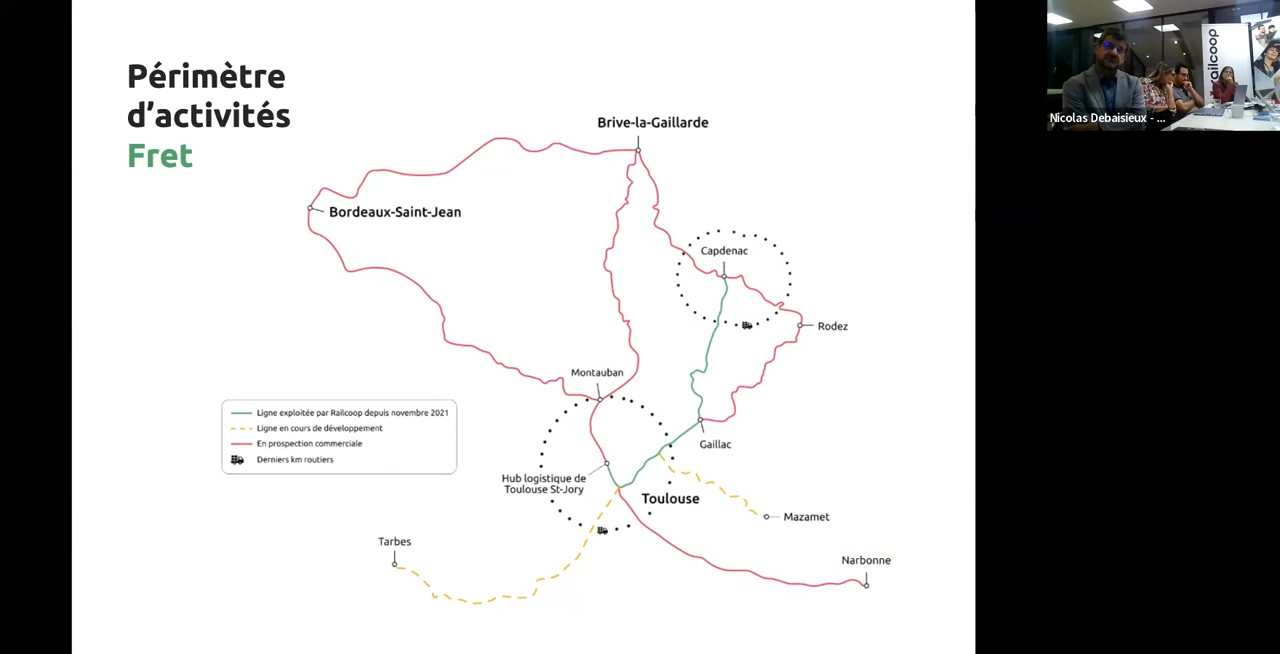 Périmètre
d'activités
Fret
Brive-la-Gaillarde
Bordeaux-Saint-Jean
Capdenac
Rodez
Montauban
Ligne exploitée par Railcoop depuis novembre 2021
Ligne en cours de développement
En prospection commerciale
Derniers km routiers
Gaillac
Hub logistique de
Toulouse St-Jory
Toulouse
Mazamet
Tarbes
Narbonne
railcoop
Nicolas Debaisieux - ...